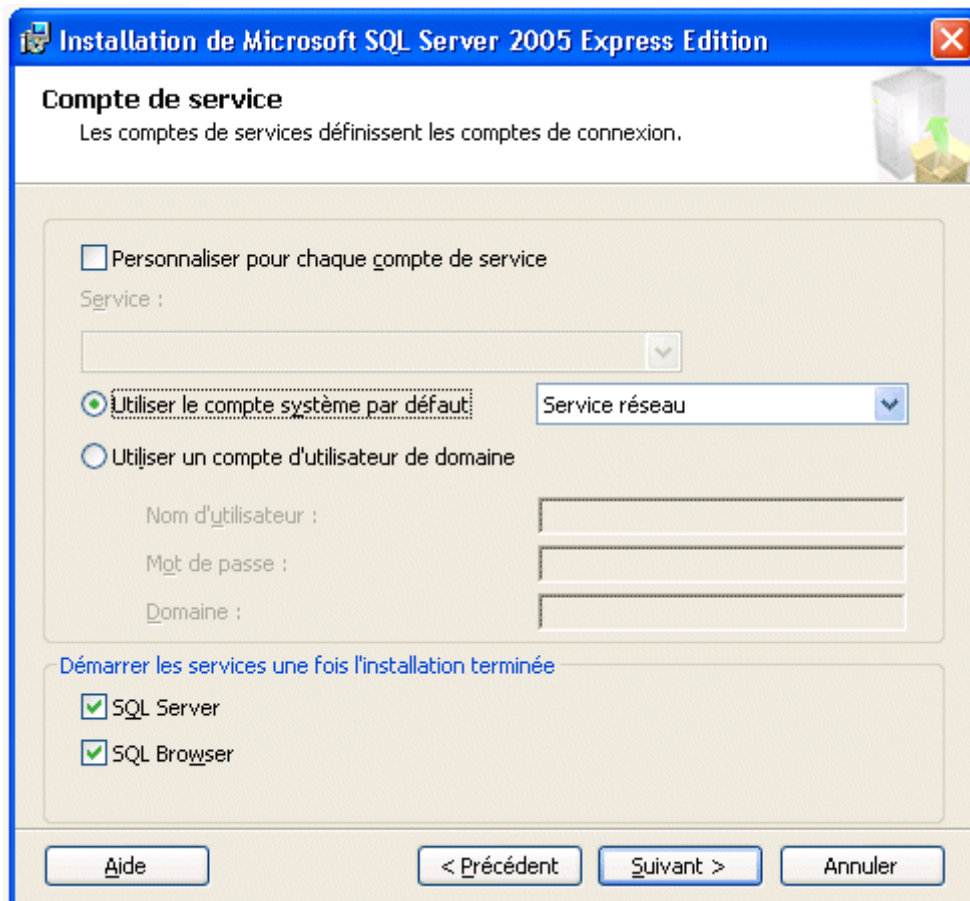 Installation de Microsoft SQL Server 2005 Express Edition
Compte de service
Les comptes de services définissent les comptes de connexion.
Personnaliser pour chaque compte de service
Service :
Utiliser le compte système par défaut
Service réseau
Utiliser un compte d'utilisateur de domaine
Nom d'utilisateur :
Mot de passe :
Domaine :
Démarrer les services une fois l'installation terminée
SQL Server
SQL Browser
Aide
< Précédent
Suivant >
Annuler